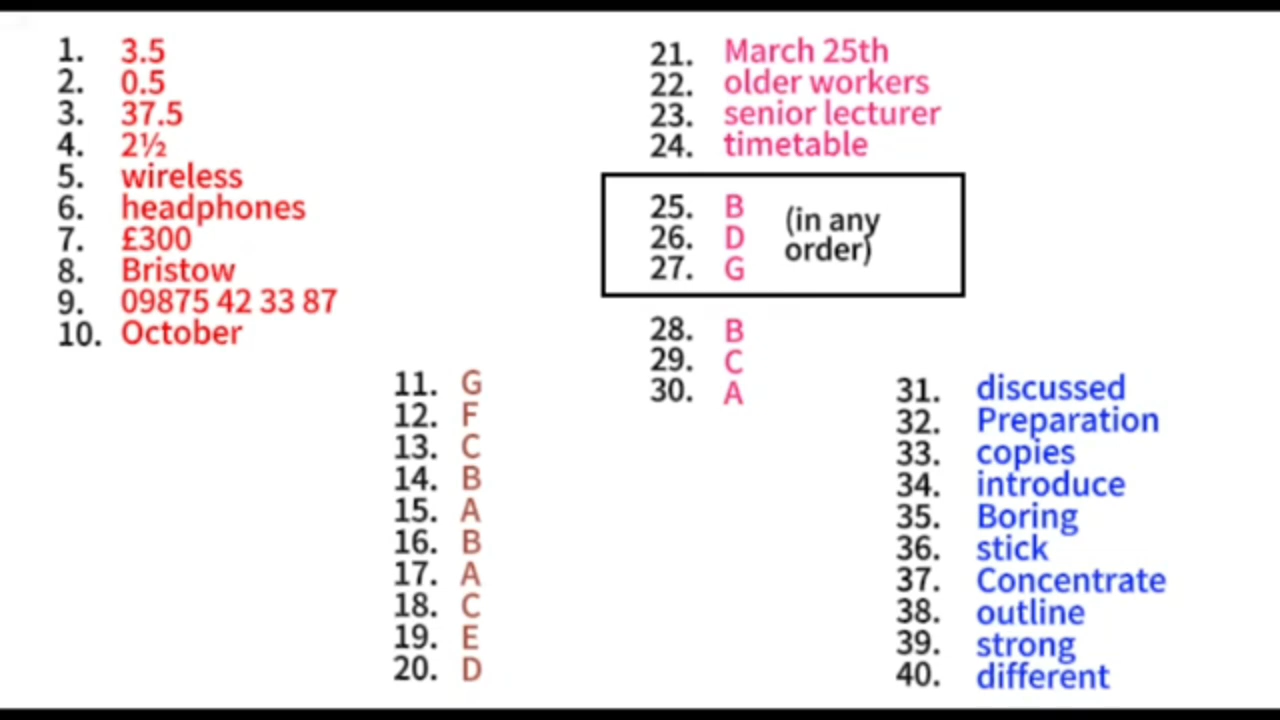 1. 3.5
2. 0.5
3. 37.5
4. 2½
5. wireless
6. headphones
7. £300
8. Bristow
9. 09875 42 33 87
10. October
11. G
12. F
13. C
14. B
15. A
16. B
17. A
18. C
19. E
20. D
21. March 25th
22. older workers
23. senior lecturer
24. timetable
25. B
26. D
27. G
(in any
order)
28. B
29. C
30. A
31. discussed
32. Preparation
33. copies
34. introduce
35. Boring
36. stick
37. Concentrate
38. outline
39. strong
40. different